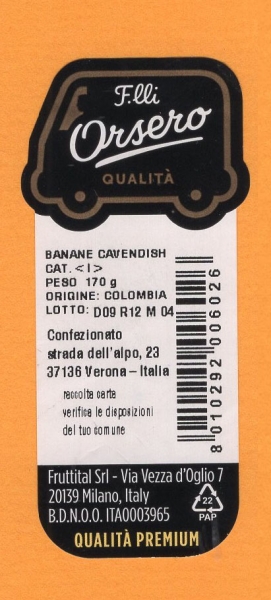 F.lli
Orsero
QUALITÀ
BANANE CAVENDISH
CAT. <I>
PESO 170 g
ORIGINE: COLOMBIA
LOTTO: D09 R12 M 04
Confezionato
strada dell'alpo, 23
37136 Verona – Italia
raccolta carta
verifica le disposizioni
del tuo comune
8 010292 006026
Fruttital Srl - Via Vezza d'Oglio 7
20139 Milano, Italy
B.D.N.O.O. ITA0003965
22
PAP
QUALITÀ PREMIUM